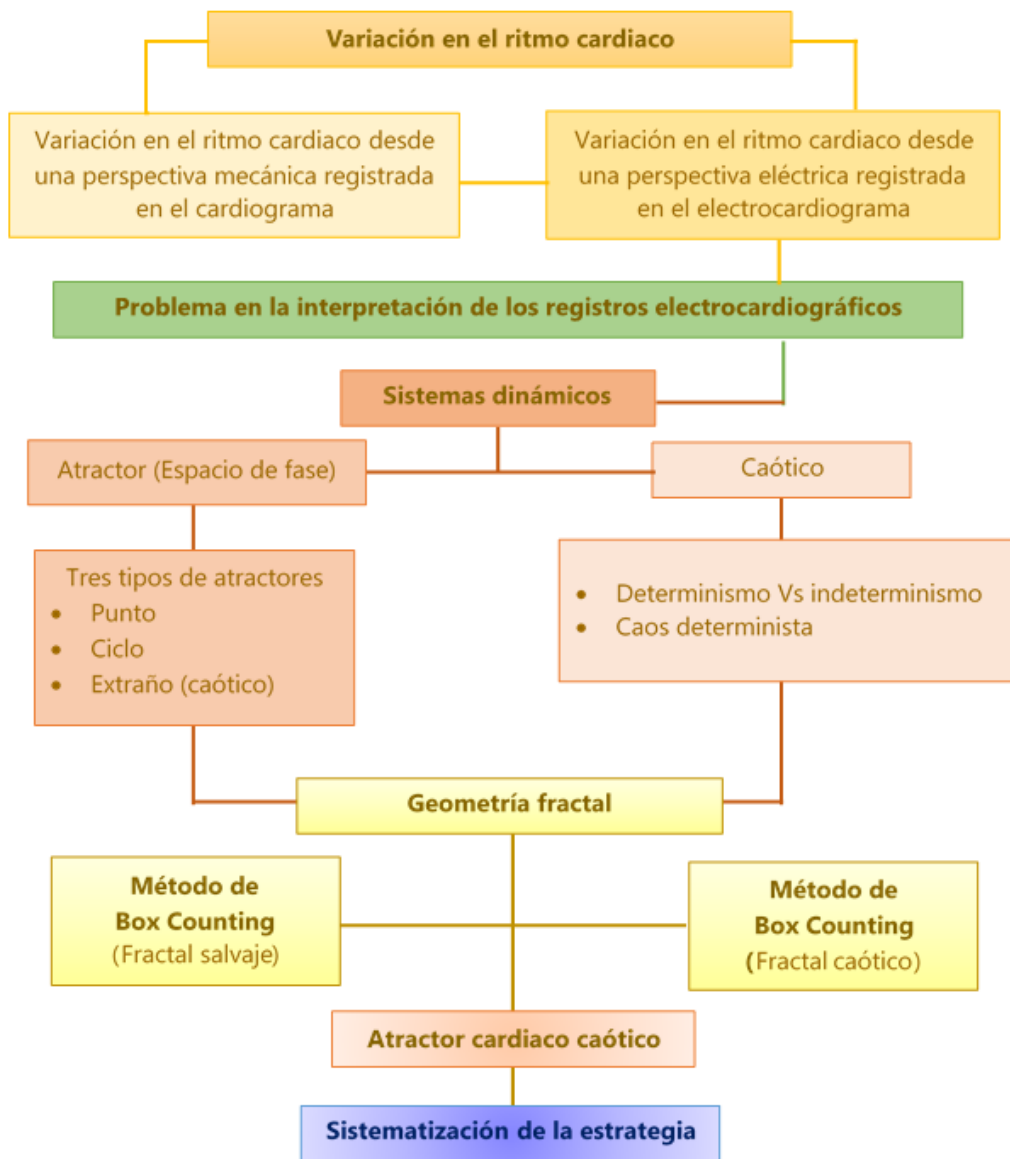 Variación en el ritmo cardiaco
Variación en el ritmo cardiaco desde
una perspectiva mecánica registrada
en el cardiograma
Variación en el ritmo cardiaco desde
una perspectiva eléctrica registrada
en el electrocardiograma
Problema en la interpretación de los registros electrocardiográficos
Sistemas dinámicos
Atractor (Espacio de fase)
Caótico
Tres tipos de atractores
• Punto
• Ciclo
• Extraño (caótico)
• Determinismo Vs indeterminismo
• Caos determinista
Geometría fractal
Método de
Box Counting
(Fractal salvaje)
Método de
Box Counting
(Fractal caótico)
Atractor cardiaco caótico
Sistematización de la estrategia